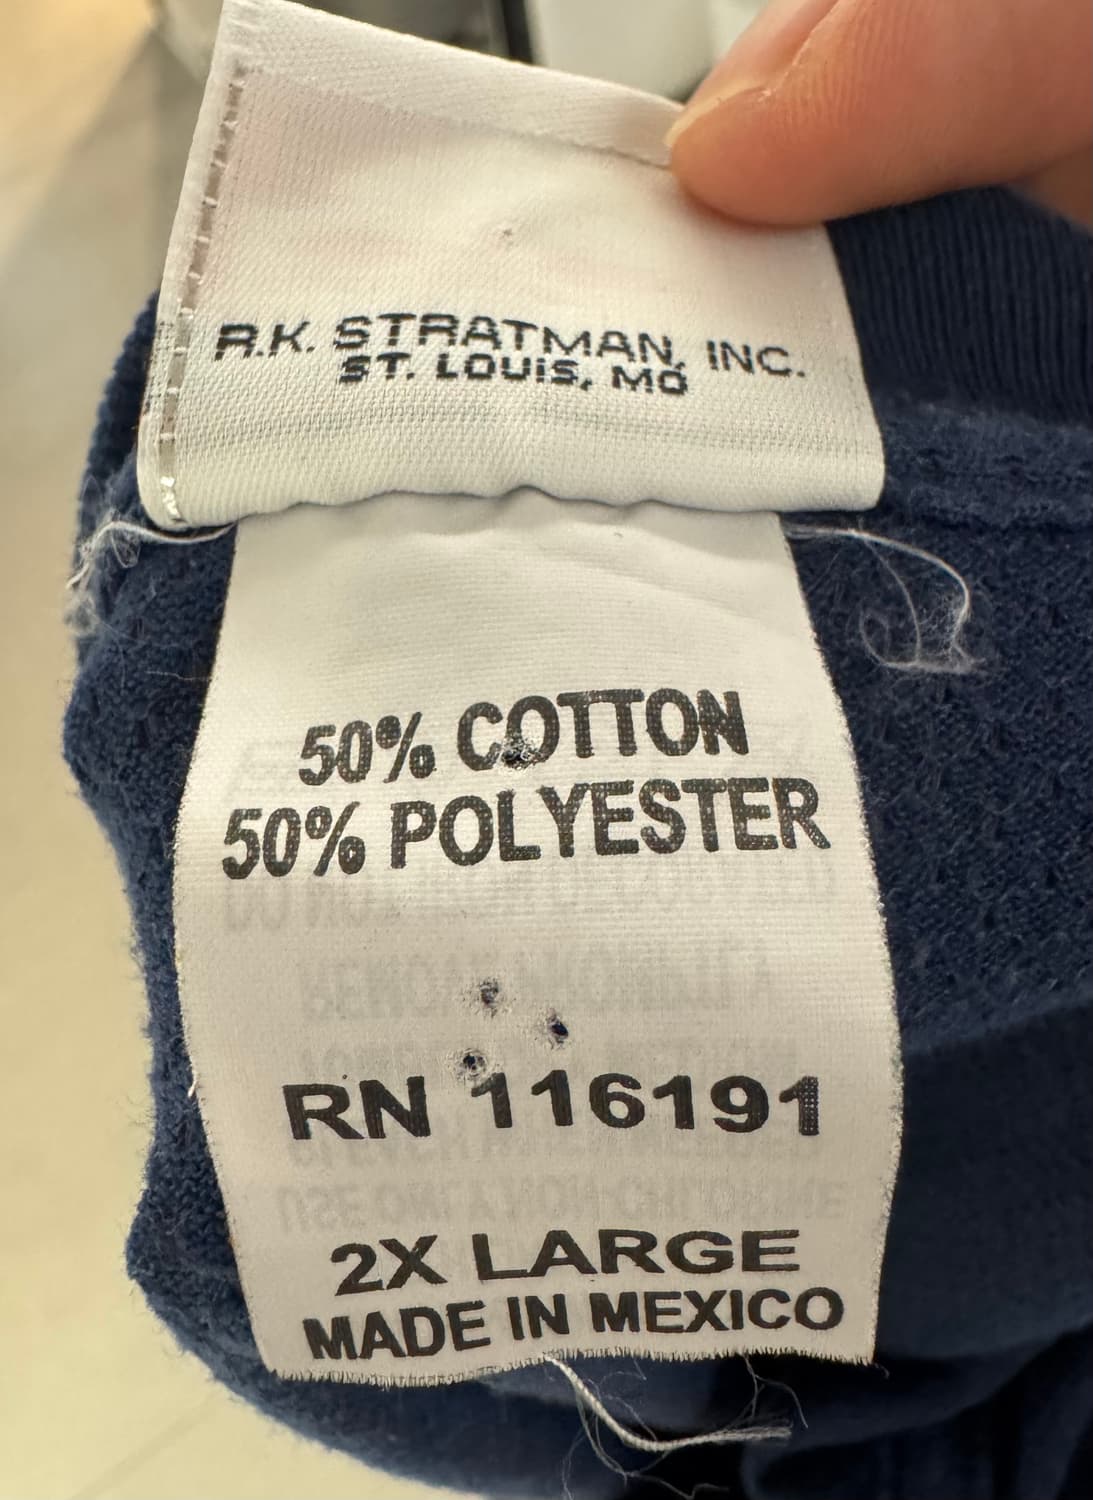 R.K. STRATMAN, INC.
ST. LOUIS, MO
50% COTTON
50% POLYESTER
RN 116191
2X LARGE
MADE IN MEXICO